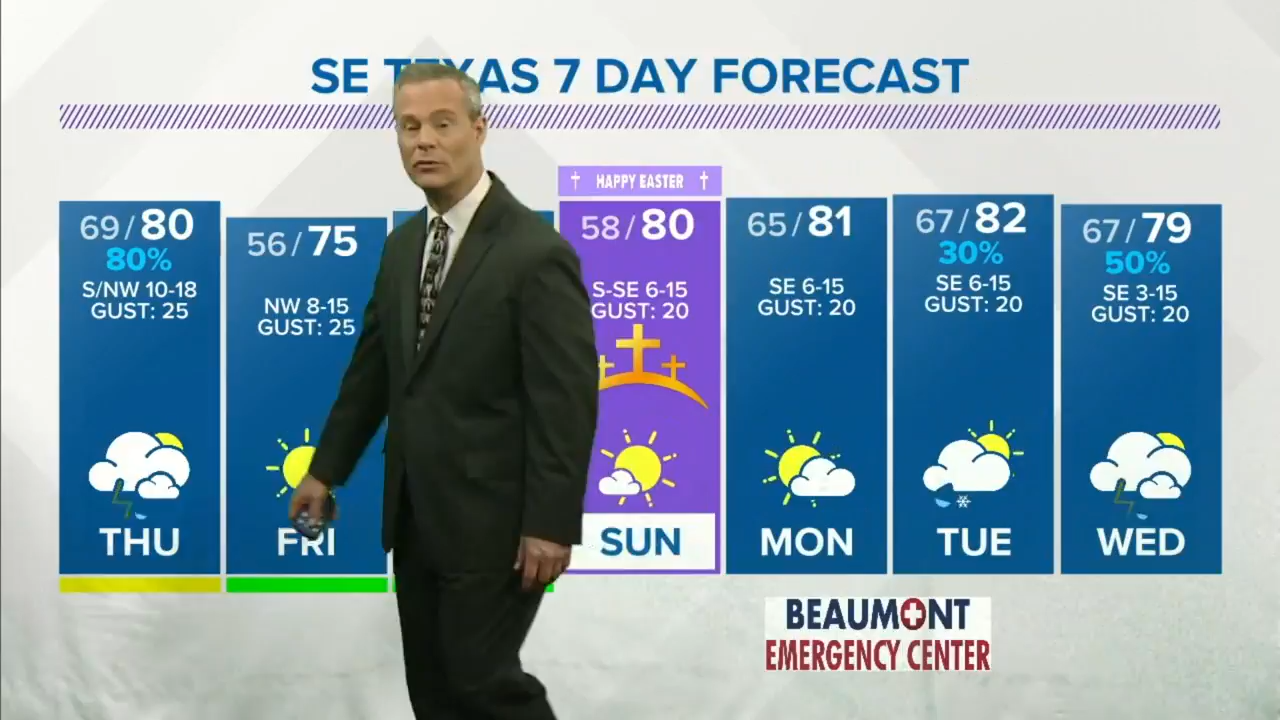 SE TEXAS 7 DAY FORECAST
HAPPY EASTER
69/80
80%
S/NW 10-18
GUST: 25
THU
56/75
NW 8-15
GUST: 25
FRI
58/80
S-SE 6-15
GUST: 20
SUN
65/81
SE 6-15
GUST: 20
MON
67/82
30%
SE 6-15
GUST: 20
TUE
67/79
50%
SE 3-15
GUST: 20
WED
BEAUMONT
EMERGENCY CENTER